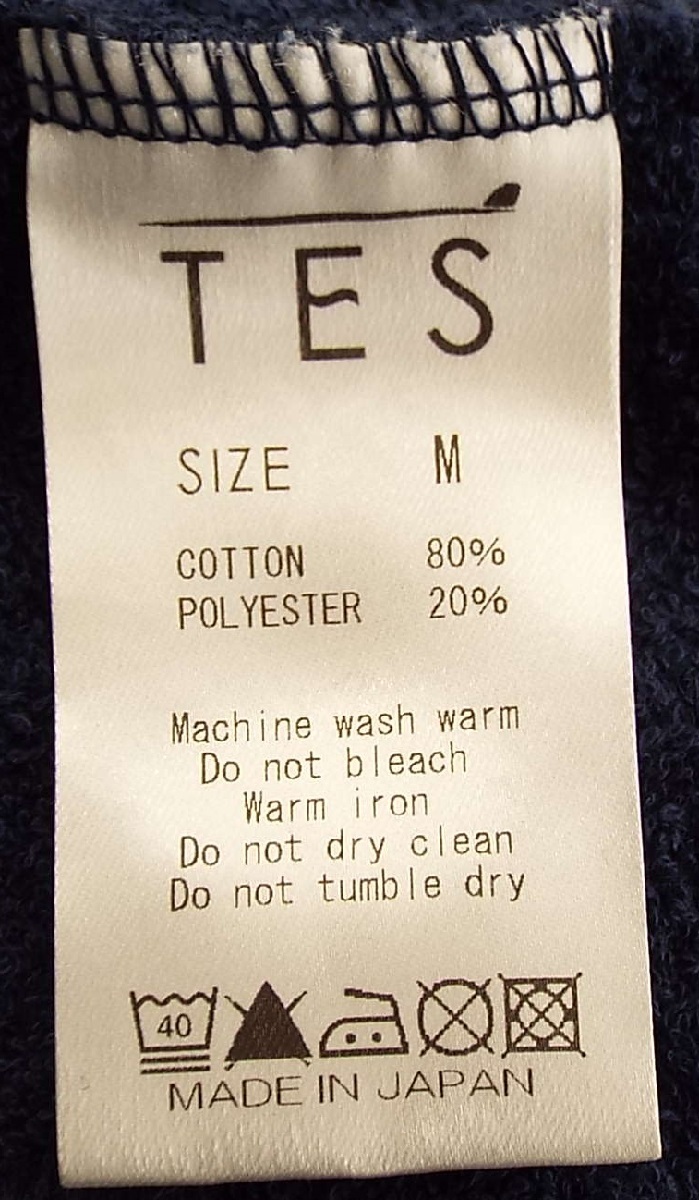 TES
SIZE M
COTTON 80%
POLYESTER 20%
Machine wash warm
Do not bleach
Warm iron
Do not dry clean
Do not tumble dry
40
MADE IN JAPAN